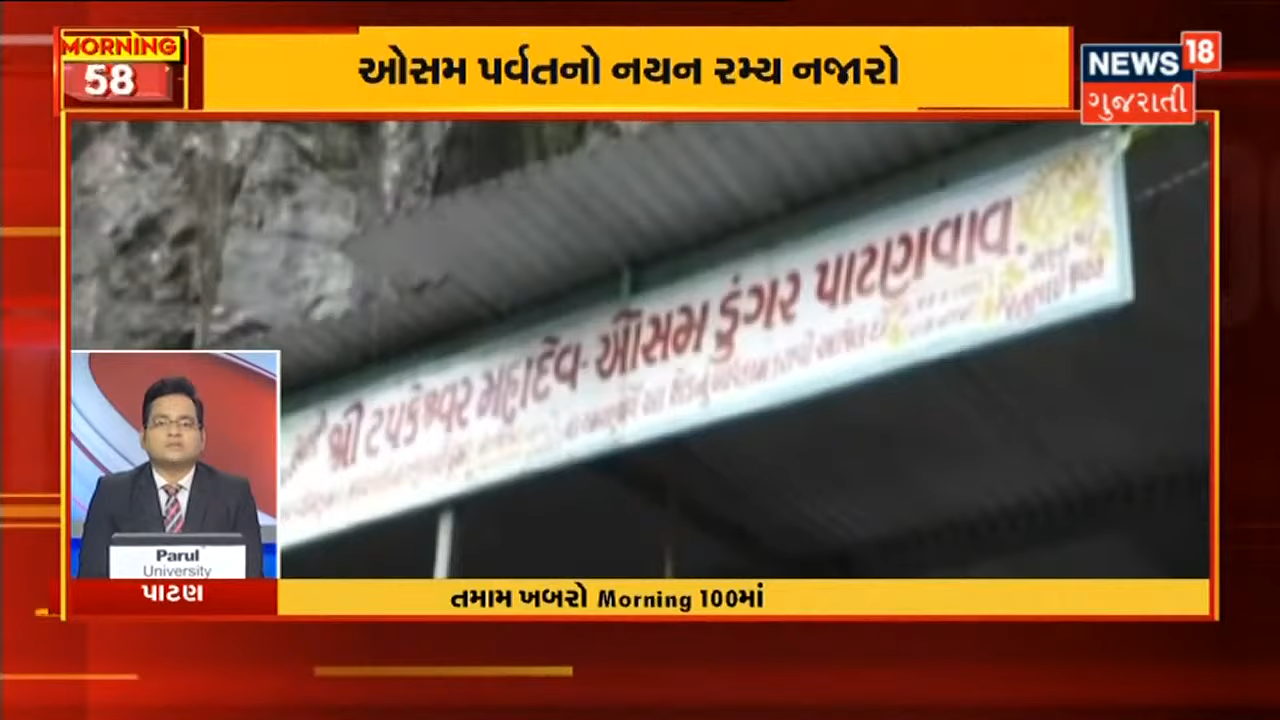 MORNING
58
ઓસમ પર્વતનો નયન રમ્ય નજારો
NEWS 18
ગુજરાતી
શ્રી ટપકેશ્વર મહાદેવ-ઓસમ ડુંગર પાટણવાવ.
Parul
University
પાટણ
તમામ ખબરો Morning 100માં